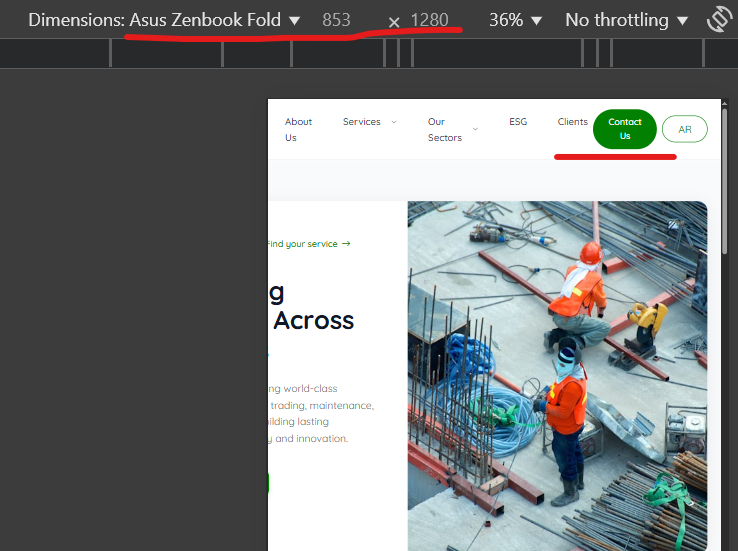 Dimensions: Asus Zenbook Fold ▼ 853 × 1280 36% ▼ No throttling ▼
About Us
Services
Our Sectors
ESG
Clients
Contact Us
AR
Find your service →
g
Across
ng world-class
trading, maintenance,
ilding lasting
y and innovation.